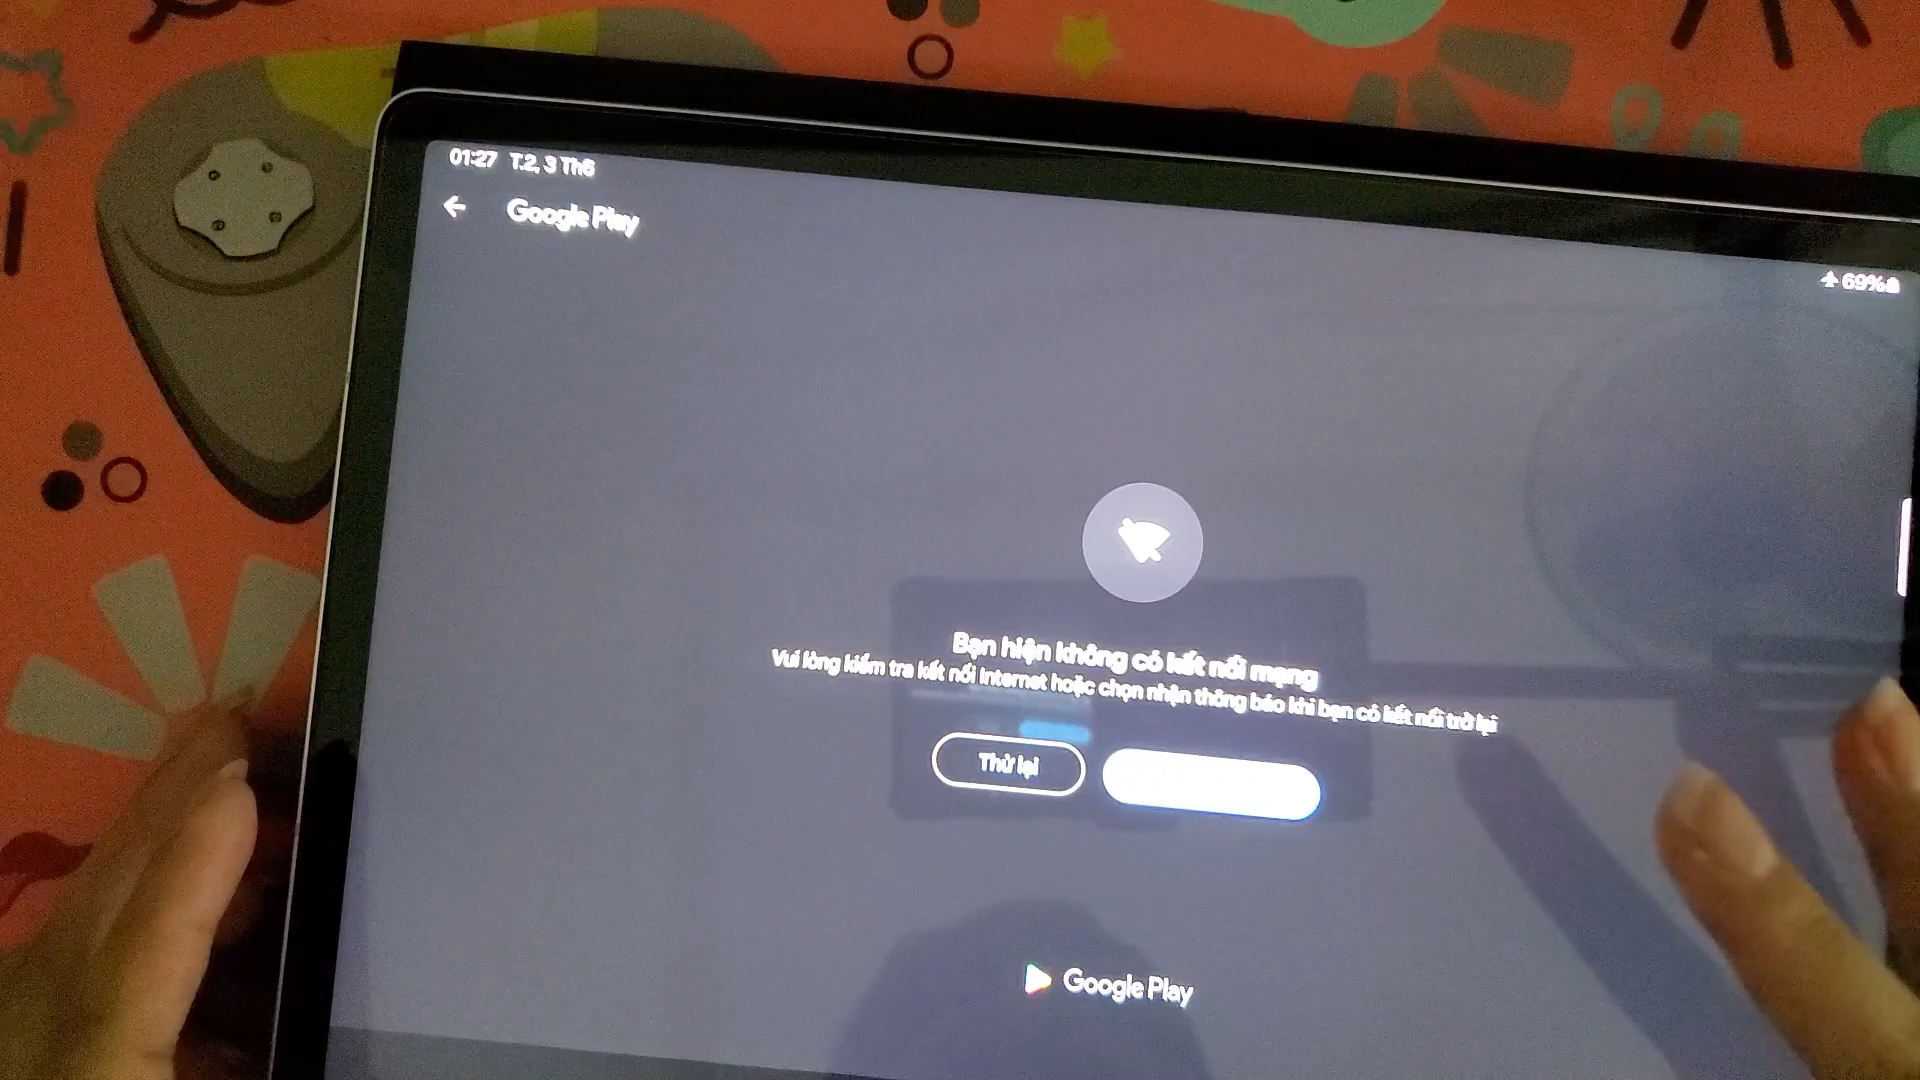 01:27 T.2, 3 Th6
Google Play
69%
Bạn hiện không có kết nối mạng
Vui lòng kiểm tra kết nối Internet hoặc chọn nhận thông báo khi bạn có kết nối trở lại
Thử lại
Google Play